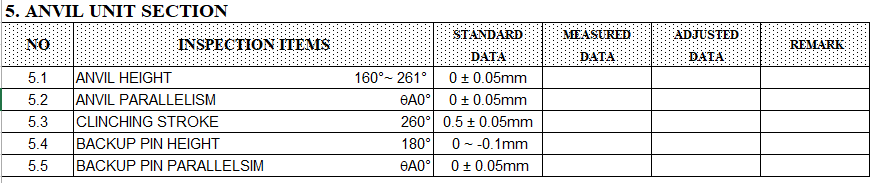 5. ANVIL UNIT SECTION
NO INSPECTION ITEMS STANDARD DATA MEASURED DATA ADJUSTED DATA REMARK
5.1 ANVIL HEIGHT 160°~ 261° 0 ± 0.05mm
5.2 ANVIL PARALLELISM θA0° 0 ± 0.05mm
5.3 CLINCHING STROKE 260° 0.5 ± 0.05mm
5.4 BACKUP PIN HEIGHT 180° 0 ~ -0.1mm
5.5 BACKUP PIN PARALLELSIM θA0° 0 ± 0.05mm